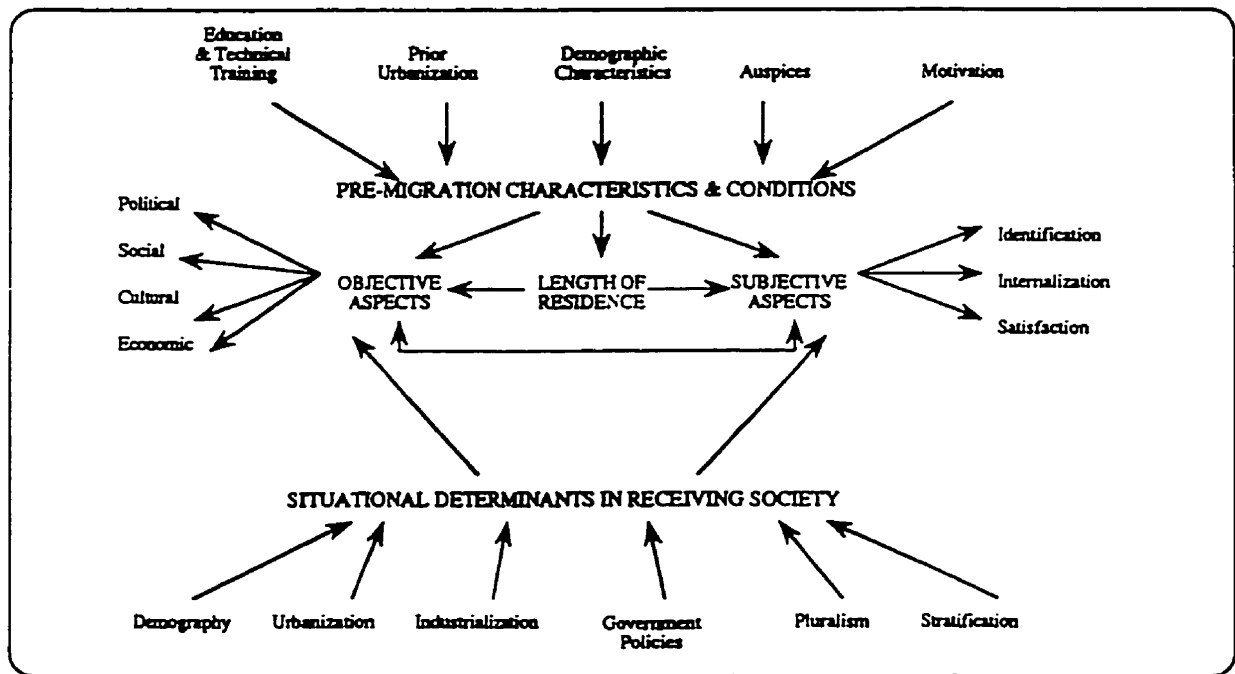 Education
& Technical
Training
Prior
Urbanization
Demographic
Characteristics
Auspices
Motivation
PRE-MIGRATION CHARACTERISTICS & CONDITIONS
Political
Social
Cultural
Economic
OBJECTIVE
ASPECTS
LENGTH OF
RESIDENCE
SUBJECTIVE
ASPECTS
Identification
Internalization
Satisfaction
SITUATIONAL DETERMINANTS IN RECEIVING SOCIETY
Demography
Urbanization
Industrialization
Government
Policies
Pluralism
Stratification